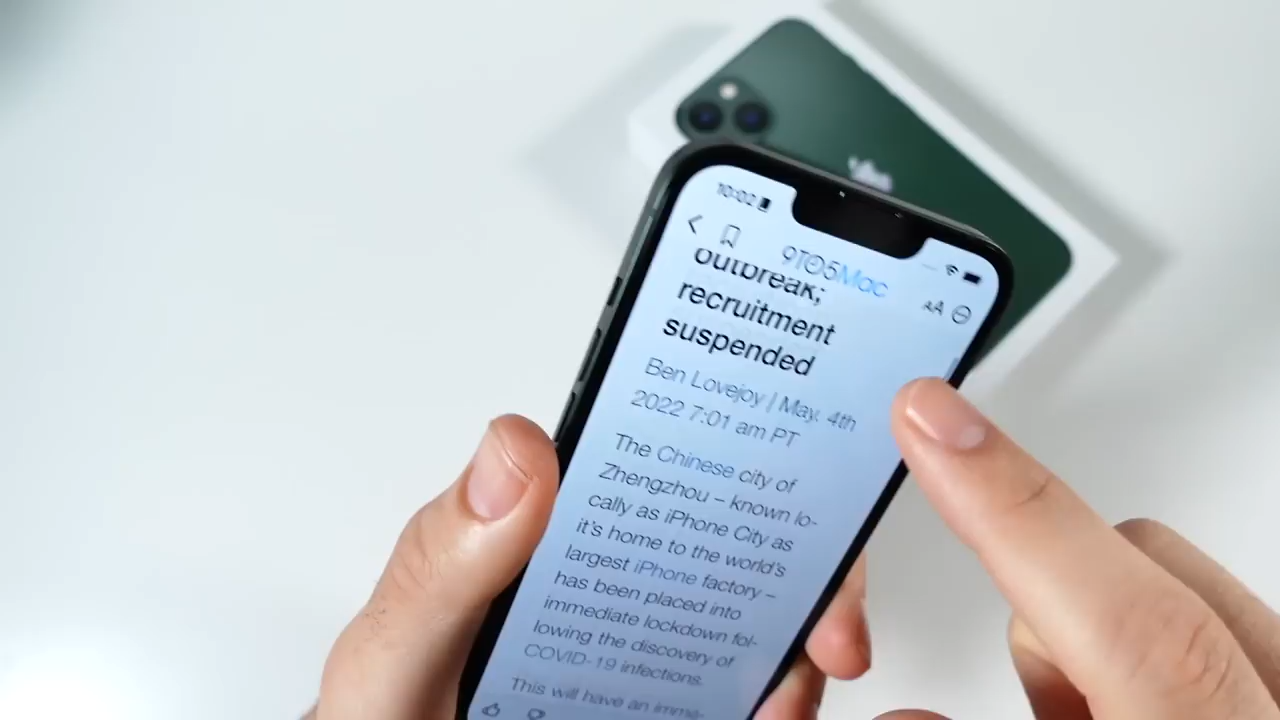 10:02
9TO5Mac
AA
outbreak;
recruitment
suspended
Ben Lovejoy | May. 4th
2022 7:01 am PT
The Chinese city of
Zhengzhou – known lo-
cally as iPhone City as
it's home to the world's
largest iPhone factory –
has been placed into
immediate lockdown fol-
lowing the discovery of
COVID-19 infections.
This will have an imme-